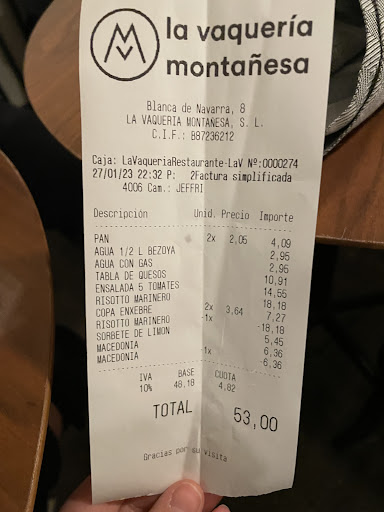 la vaquería
montañesa
Blanca de Navarra, 8
LA VAQUERIA MONTAÑESA, S. L.
C.I.F.: B87236212
Caja: LaVaqueriaRestaurante-LaV Nº:0000274
27/01/23 22:32 P: 2Factura simplificada
4006 Cam.: JEFFRI
Descripción Unid. Precio Importe
PAN 2x 2,05 4,09
AGUA 1/2 L BEZOYA 2,95
AGUA CON GAS 2,95
TABLA DE QUESOS 10,91
ENSALADA 5 TOMATES 14,55
RISOTTO MARINERO 18,18
COPA ENXEBRE 2x 3,64 7,27
RISOTTO MARINERO -1x -18,18
SORBETE DE LIMON 5,45
MACEDONIA 6,36
MACEDONIA -1x -6,36
IVA BASE CUOTA
10% 48,18 4,82
TOTAL 53,00
Gracias por su visita